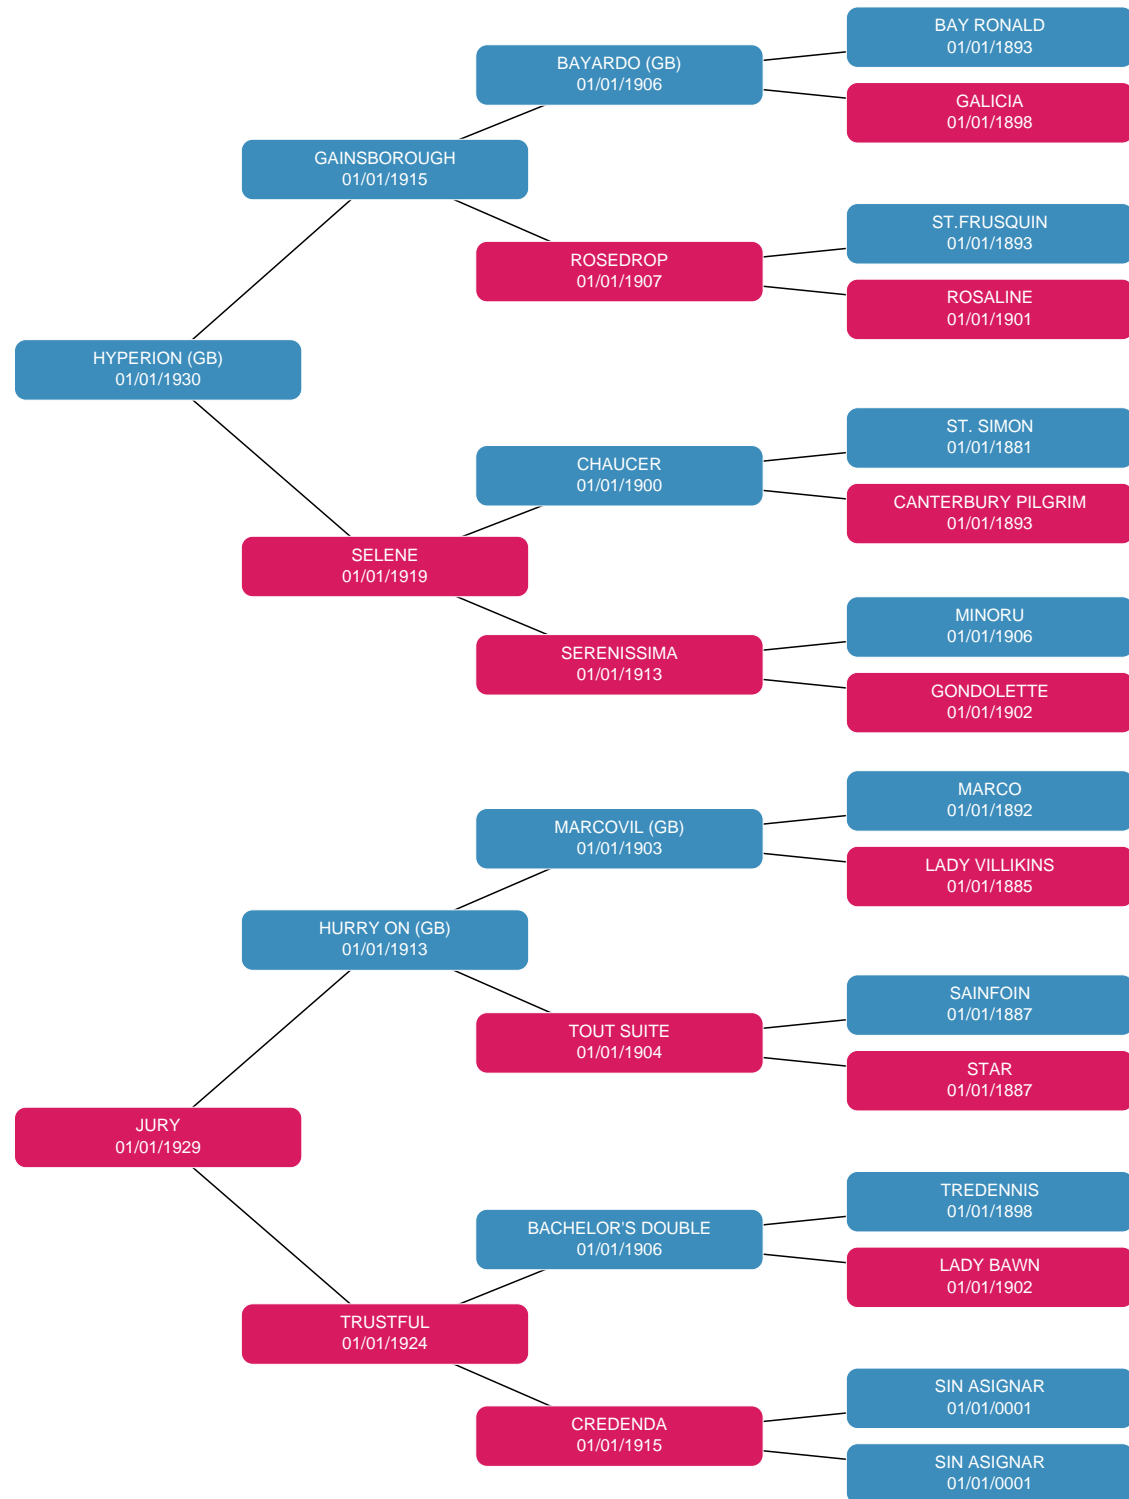 BAY RONALD
01/01/1893
BAYARDO (GB)
01/01/1906
GALICIA
01/01/1898
GAINSBOROUGH
01/01/1915
ST.FRUSQUIN
01/01/1893
ROSEDROP
01/01/1907
ROSALINE
01/01/1901
HYPERION (GB)
01/01/1930
ST. SIMON
01/01/1881
CHAUCER
01/01/1900
CANTERBURY PILGRIM
01/01/1893
SELENE
01/01/1919
MINORU
01/01/1906
SERENISSIMA
01/01/1913
GONDOLETTE
01/01/1902
MARCO
01/01/1892
MARCOVIL (GB)
01/01/1903
LADY VILLIKINS
01/01/1885
HURRY ON (GB)
01/01/1913
SAINFOIN
01/01/1887
TOUT SUITE
01/01/1904
STAR
01/01/1887
JURY
01/01/1929
TREDENNIS
01/01/1898
BACHELOR'S DOUBLE
01/01/1906
LADY BAWN
01/01/1902
TRUSTFUL
01/01/1924
SIN ASIGNAR
01/01/0001
CREDENDA
01/01/1915
SIN ASIGNAR
01/01/0001